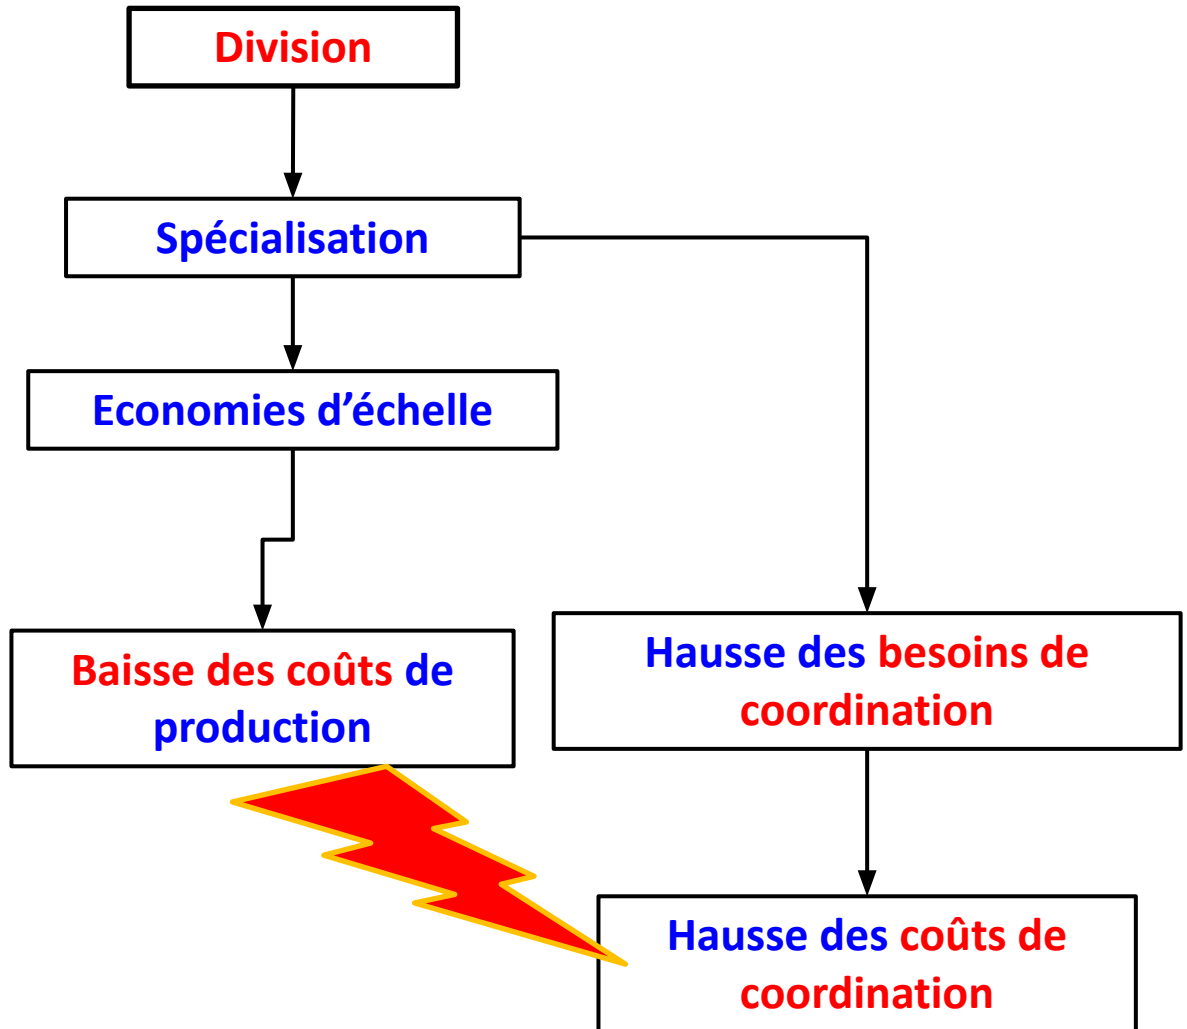 Division
Spécialisation
Economies d'échelle
Baisse des coûts de
production
Hausse des besoins de
coordination
Hausse des coûts de
coordination